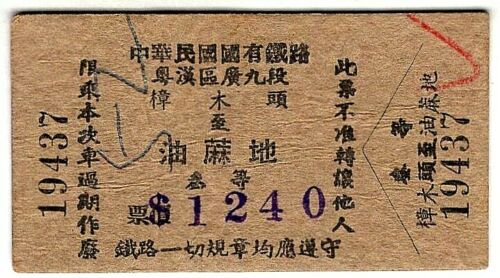 中華民國國有鐵路
粵漢區廣九段
樟木頭
至
油蔴地
叁等
票價
$1240
鐵路一切規章均應遵守
此票不准轉讓他人
限乘本次車過期作廢
19437
叁等
樟木頭至油蔴地
19437